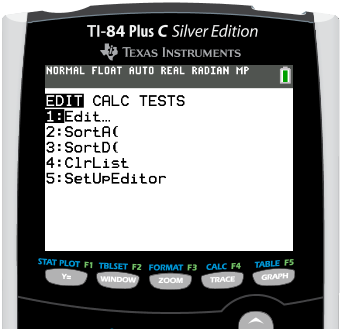 TI-84 Plus C Silver Edition
TEXAS INSTRUMENTS
NORMAL FLOAT AUTO REAL RADIAN MP
EDIT CALC TESTS
1:Edit…
2:SortA(
3:SortD(
4:ClrList
5:SetUpEditor
STAT PLOT F1 TBLSET F2 FORMAT F3 CALC F4 TABLE F5
Y= WINDOW ZOOM TRACE GRAPH